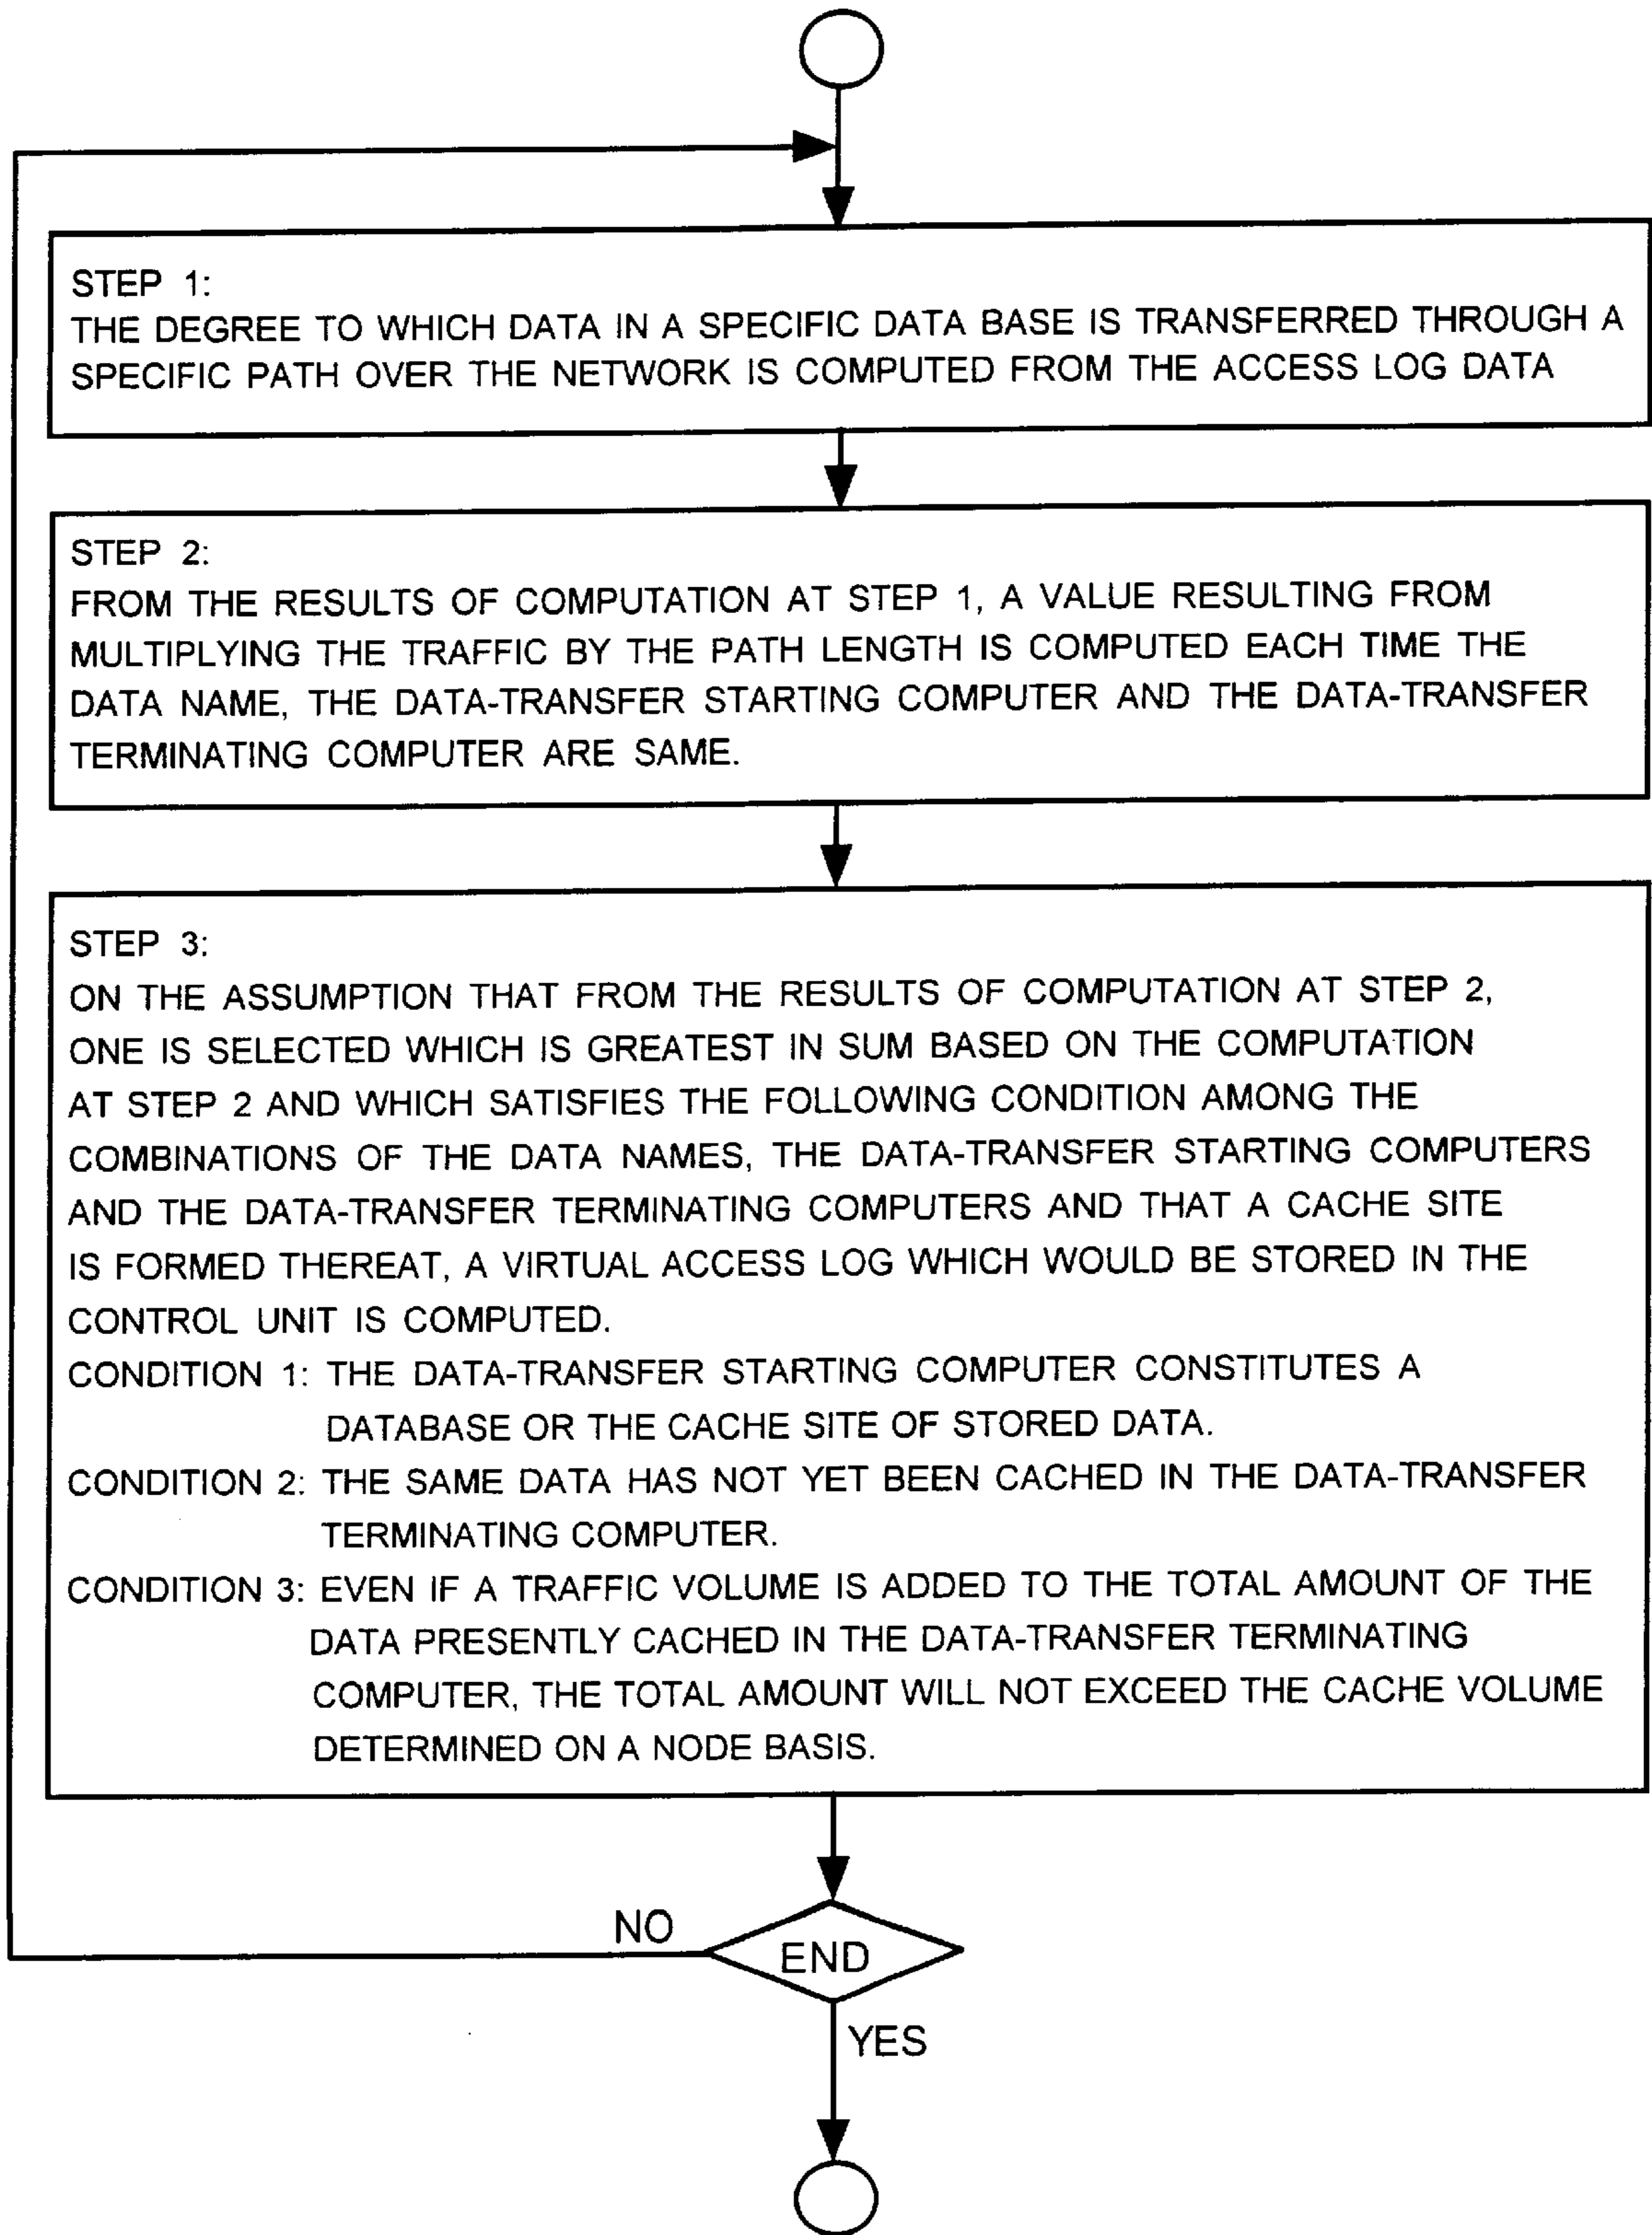 STEP 1:
THE DEGREE TO WHICH DATA IN A SPECIFIC DATA BASE IS TRANSFERRED THROUGH A
SPECIFIC PATH OVER THE NETWORK IS COMPUTED FROM THE ACCESS LOG DATA
STEP 2:
FROM THE RESULTS OF COMPUTATION AT STEP 1, A VALUE RESULTING FROM
MULTIPLYING THE TRAFFIC BY THE PATH LENGTH IS COMPUTED EACH TIME THE
DATA NAME, THE DATA-TRANSFER STARTING COMPUTER AND THE DATA-TRANSFER
TERMINATING COMPUTER ARE SAME.
STEP 3:
ON THE ASSUMPTION THAT FROM THE RESULTS OF COMPUTATION AT STEP 2,
ONE IS SELECTED WHICH IS GREATEST IN SUM BASED ON THE COMPUTATION
AT STEP 2 AND WHICH SATISFIES THE FOLLOWING CONDITION AMONG THE
COMBINATIONS OF THE DATA NAMES, THE DATA-TRANSFER STARTING COMPUTERS
AND THE DATA-TRANSFER TERMINATING COMPUTERS AND THAT A CACHE SITE
IS FORMED THEREAT, A VIRTUAL ACCESS LOG WHICH WOULD BE STORED IN THE
CONTROL UNIT IS COMPUTED.
CONDITION 1: THE DATA-TRANSFER STARTING COMPUTER CONSTITUTES A
DATABASE OR THE CACHE SITE OF STORED DATA.
CONDITION 2: THE SAME DATA HAS NOT YET BEEN CACHED IN THE DATA-TRANSFER
TERMINATING COMPUTER.
CONDITION 3: EVEN IF A TRAFFIC VOLUME IS ADDED TO THE TOTAL AMOUNT OF THE
DATA PRESENTLY CACHED IN THE DATA-TRANSFER TERMINATING
COMPUTER, THE TOTAL AMOUNT WILL NOT EXCEED THE CACHE VOLUME
DETERMINED ON A NODE BASIS.
NO
END
YES